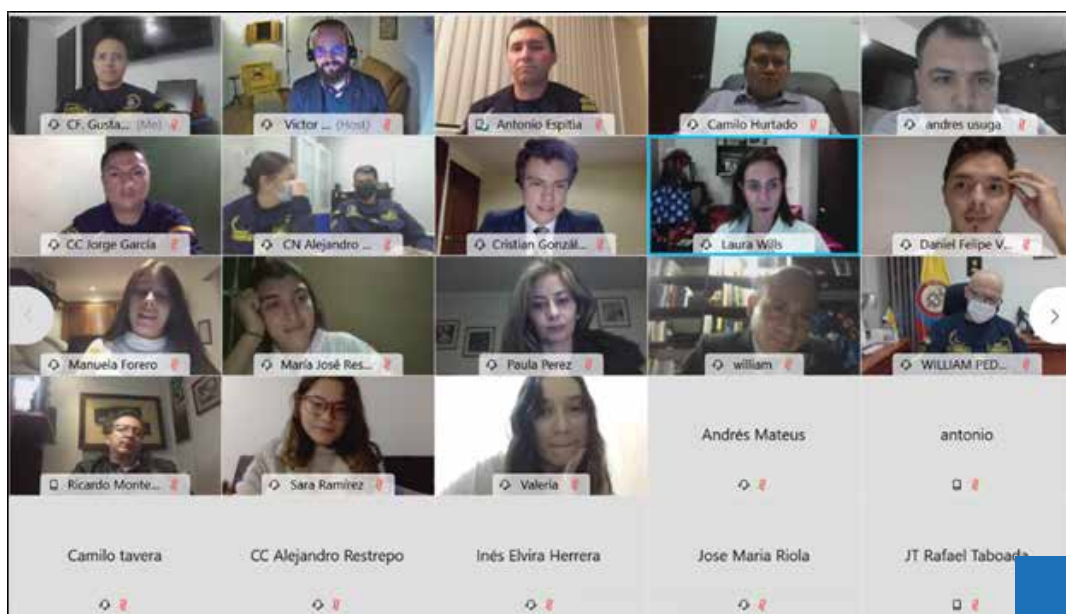 CF. Gusta... (Me)
Victor ... (Host)
Antonio Espitia
Camilo Hurtado
andres usuga
CC Jorge García
CN Alejandro ...
Cristian Gonzál...
Laura Wills
Daniel Felipe V...
Manuela Forero
María José Res...
Paula Perez
william
WILLIAM PED...
Ricardo Monte...
Sara Ramírez
Valeria
Andrés Mateus
antonio
Camilo tavera
CC Alejandro Restrepo
Inés Elvira Herrera
Jose Maria Riola
JT Rafael Taboada